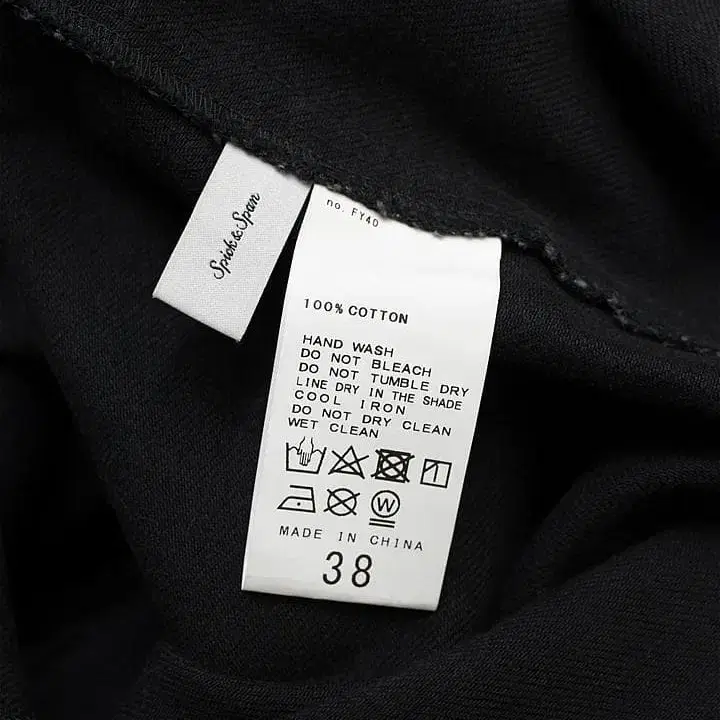 Spick & Span
no. FY40
100% COTTON
HAND WASH
DO NOT BLEACH
DO NOT TUMBLE DRY
LINE DRY IN THE SHADE
COOL IRON
DO NOT DRY CLEAN
WET CLEAN
W
MADE IN CHINA
38